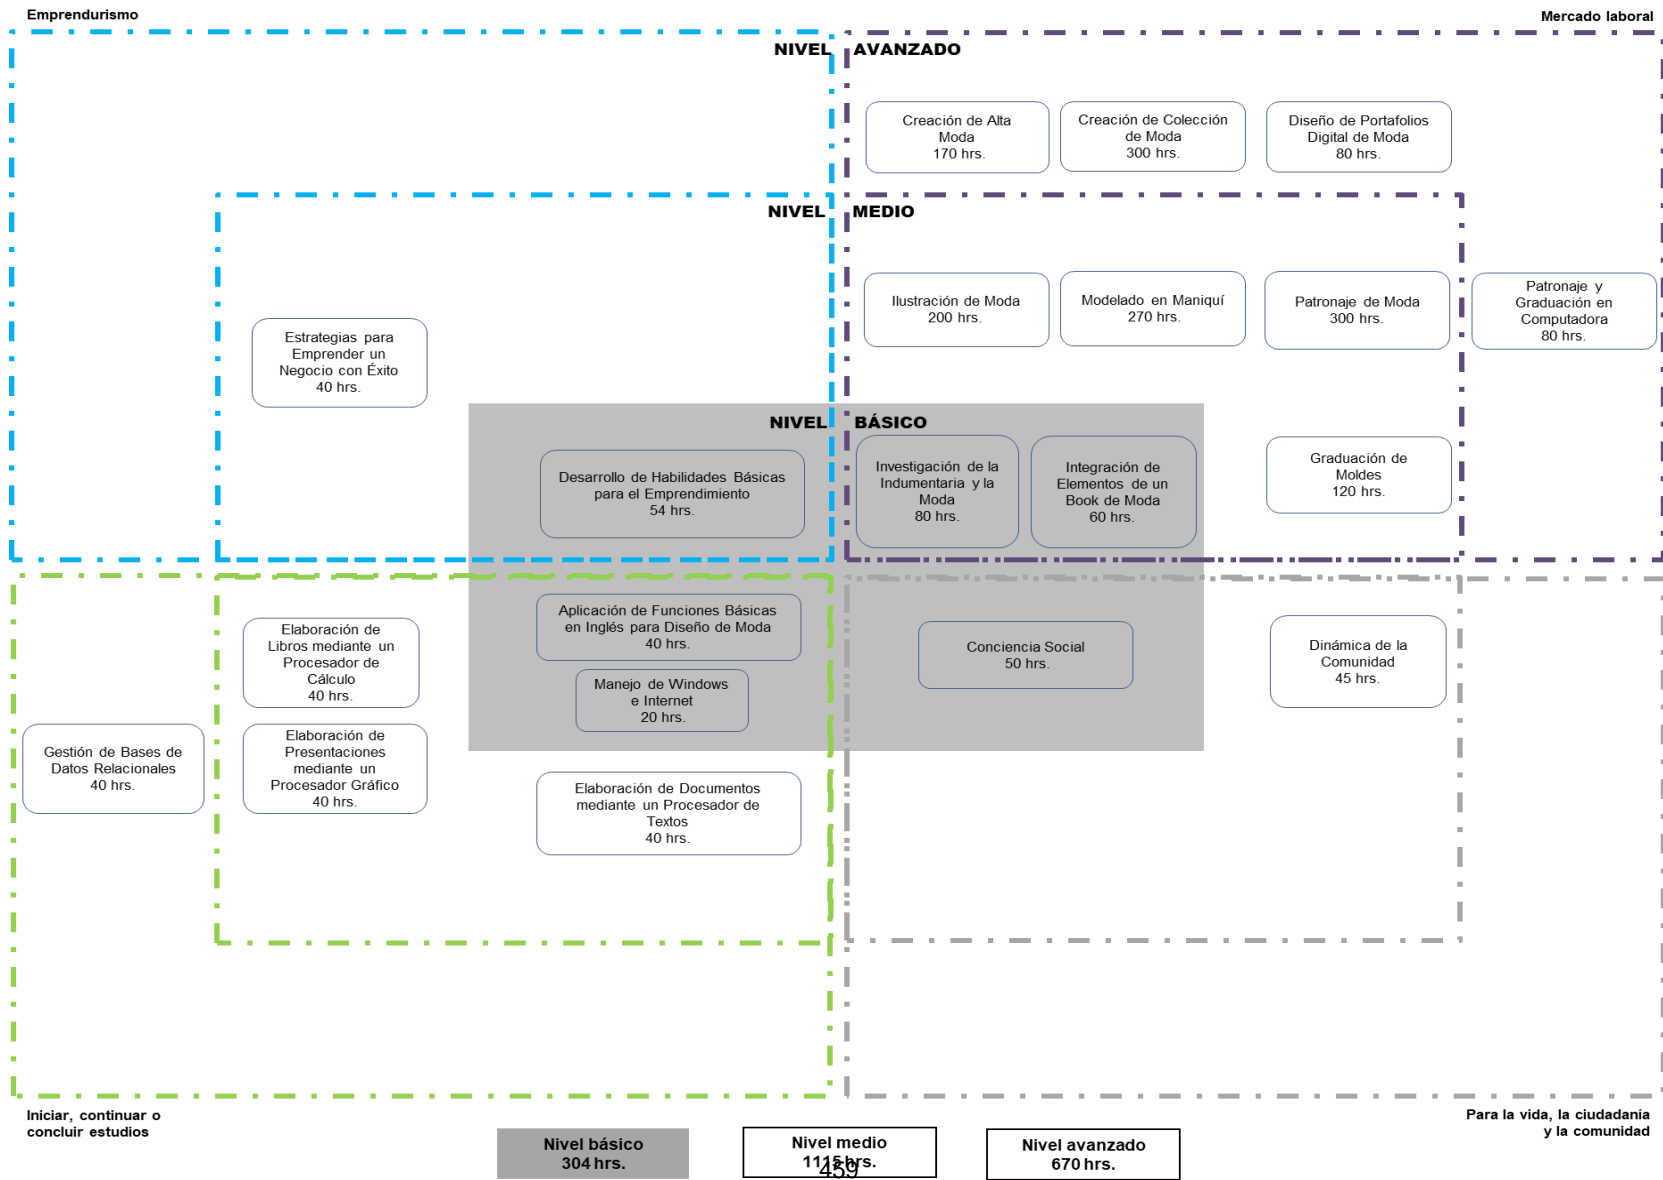 Emprendurismo
Mercado laboral
NIVEL AVANZADO
Creación de Alta
Moda
170 hrs.
Creación de Colección
de Moda
300 hrs.
Diseño de Portafolios
Digital de Moda
80 hrs.
NIVEL MEDIO
Ilustración de Moda
200 hrs.
Modelado en Maniquí
270 hrs.
Patronaje de Moda
300 hrs.
Patronaje y
Graduación en
Computadora
80 hrs.
Estrategias para
Emprender un
Negocio con Éxito
40 hrs.
NIVEL BÁSICO
Desarrollo de Habilidades Básicas
para el Emprendimiento
54 hrs.
Investigación de la
Indumentaria y la
Moda
80 hrs.
Integración de
Elementos de un
Book de Moda
60 hrs.
Graduación de
Moldes
120 hrs.
Elaboración de
Libros mediante un
Procesador de
Cálculo
40 hrs.
Aplicación de Funciones Básicas
en Inglés para Diseño de Moda
40 hrs.
Manejo de Windows
e Internet
20 hrs.
Conciencia Social
50 hrs.
Dinámica de la
Comunidad
45 hrs.
Gestión de Bases de
Datos Relacionales
40 hrs.
Elaboración de
Presentaciones
mediante un
Procesador Gráfico
40 hrs.
Elaboración de Documentos
mediante un Procesador de
Textos
40 hrs.
Iniciar, continuar o
concluir estudios
Para la vida, la ciudadanía
y la comunidad
Nivel básico
304 hrs.
Nivel medio
1115 hrs.
Nivel avanzado
670 hrs.
459